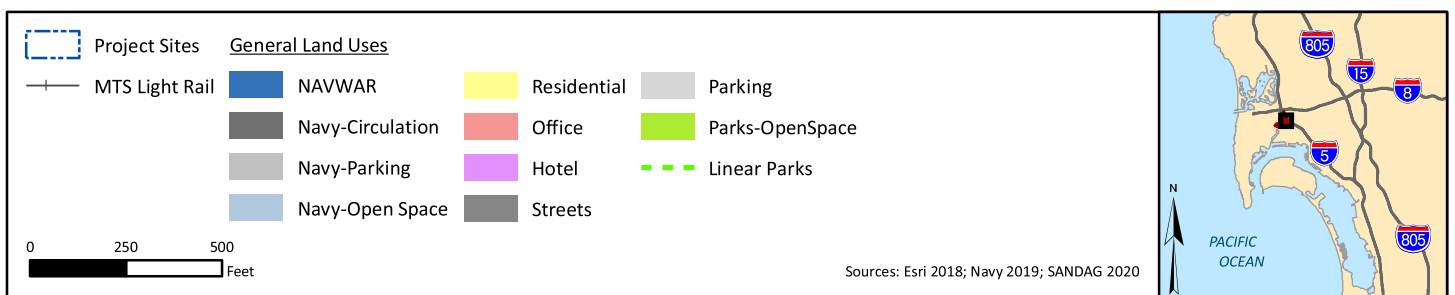 Project Sites
MTS Light Rail
General Land Uses
NAVWAR
Navy-Circulation
Navy-Parking
Navy-Open Space
Residential
Office
Hotel
Streets
Parking
Parks-OpenSpace
Linear Parks
0 250 500
Feet
Sources: Esri 2018; Navy 2019; SANDAG 2020
805
15
8
5
805
N
PACIFIC
OCEAN